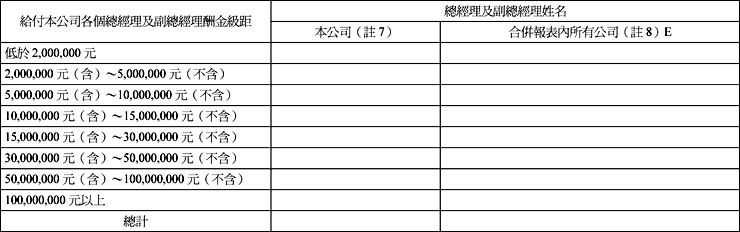 給付本公司各個總經理及副總經理酬金級距
總經理及副總經理姓名
本公司（註 7）
合併報表內所有公司（註 8）E
低於 2,000,000 元
2,000,000 元（含）～5,000,000 元（不含）
5,000,000 元（含）～10,000,000 元（不含）
10,000,000 元（含）～15,000,000 元（不含）
15,000,000 元（含）～30,000,000 元（不含）
30,000,000 元（含）～50,000,000 元（不含）
50,000,000 元（含）～100,000,000 元（不含）
100,000,000 元以上
總計